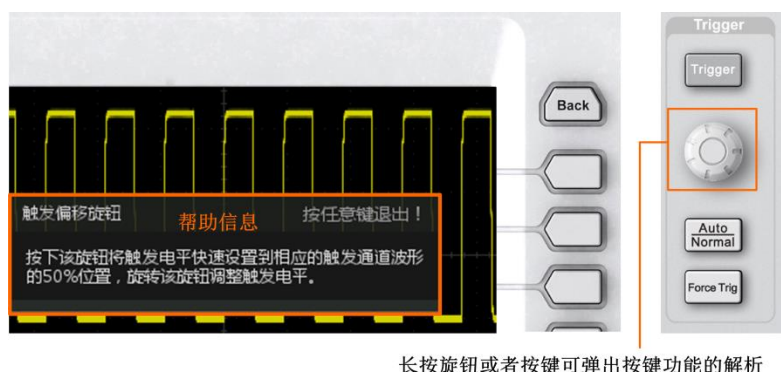 触发偏移旋钮
帮助信息
按任意键退出！
按下该旋钮将触发电平快速设置到相应的触发通道波形
的50%位置，旋转该旋钮调整触发电平。
Back
Trigger
Trigger
Auto
Normal
Force Trig
长按旋钮或者按键可弹出按键功能的解析